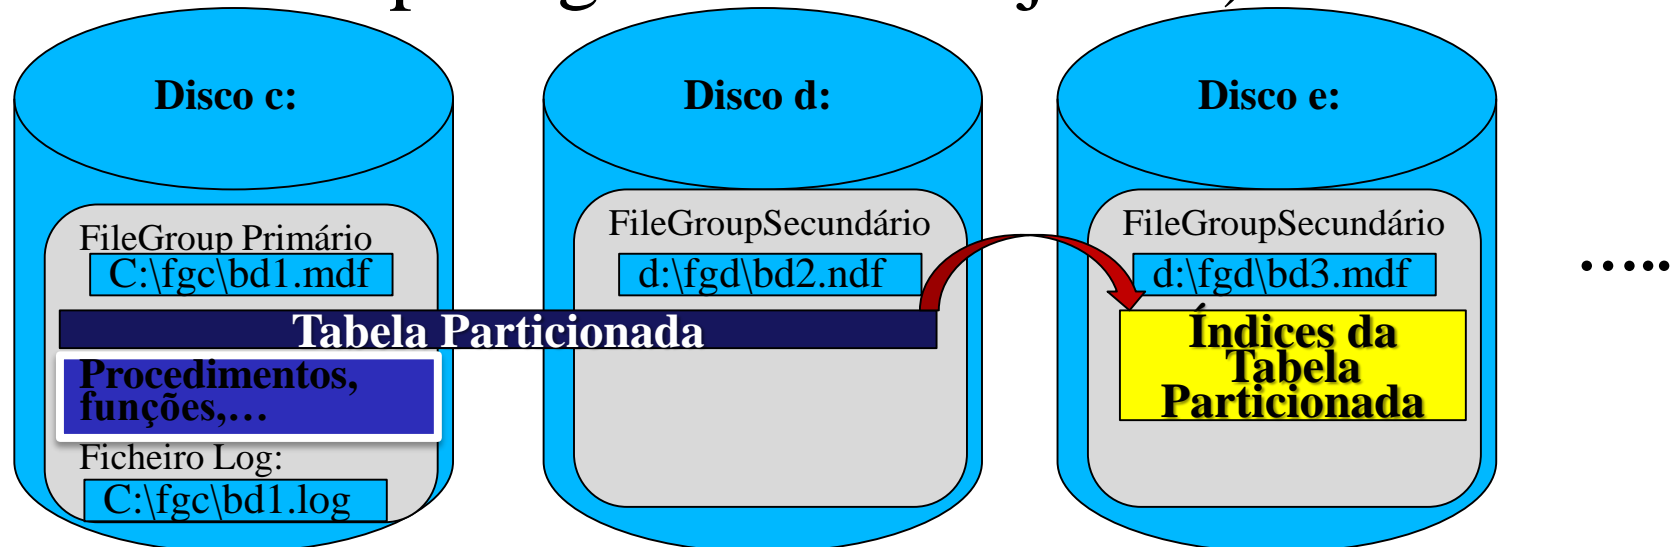 Disco c:
FileGroup Primário
C:\fgc\bd1.mdf
Tabela Particionada
Procedimentos,
funções,…
Ficheiro Log:
C:\fgc\bd1.log
Disco d:
FileGroupSecundário
d:\fgd\bd2.ndf
Disco e:
FileGroupSecundário
d:\fgd\bd3.mdf
Índices da
Tabela
Particionada
…..